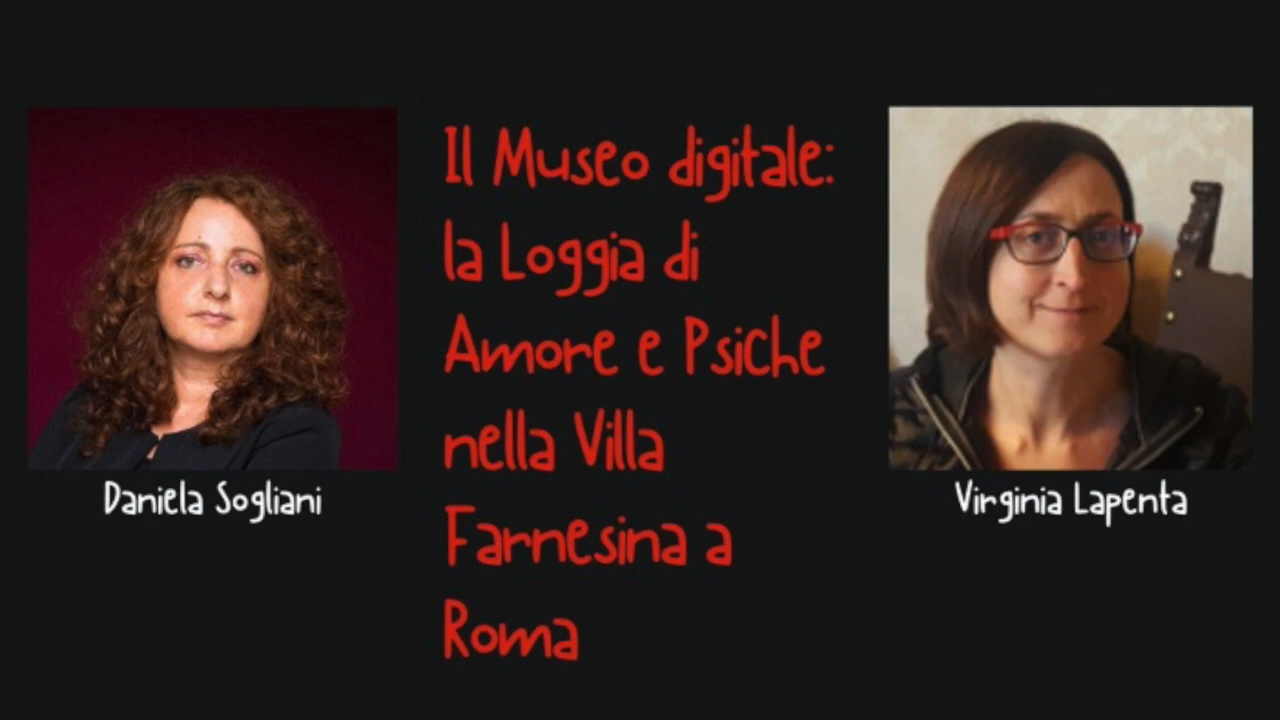 Il Museo digitale:
la Loggia di
Amore e Psiche
nella Villa
Farnesina a
Roma
Daniela Sogliani
Virginia Lapenta